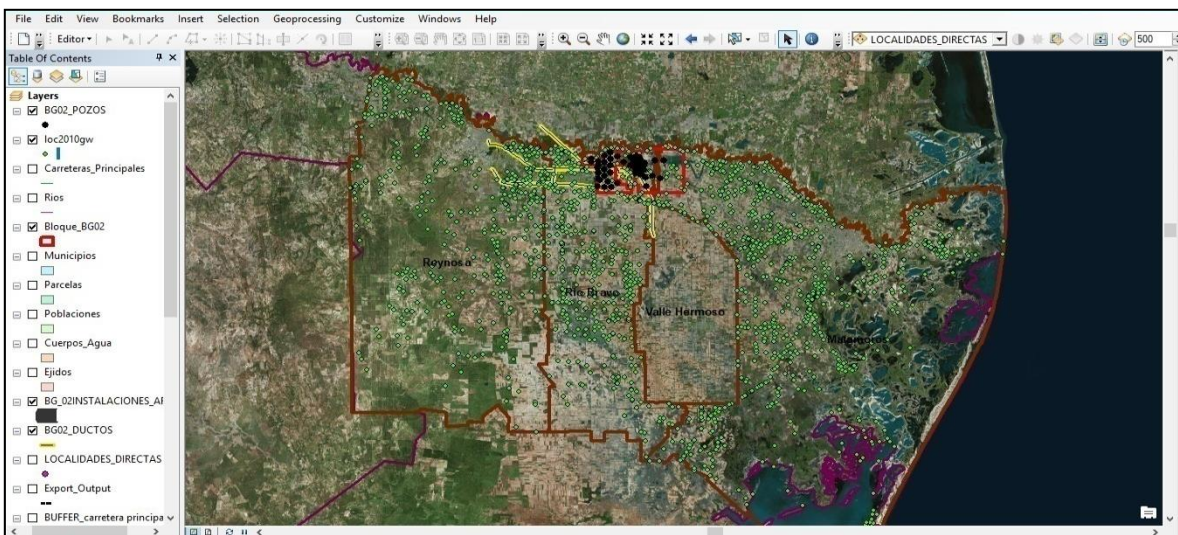 File Edit View Bookmarks Insert Selection Geoprocessing Customize Windows Help
Editor LOCALIDADES_DIRECTAS 500
Table Of Contents
Layers
BG02_POZOS
loc2010gw
Carreteras_Principales
Rios
Bloque_BG02
Municipios
Parcelas
Poblaciones
Cuerpos_Agua
Ejidos
BG_02INSTALACIONES_AF
BG02_DUCTOS
LOCALIDADES_DIRECTAS
Export_Output
BUFFER_carretera principa
Reynosa
Rio Bravo
Valle Hermoso
Matamoros